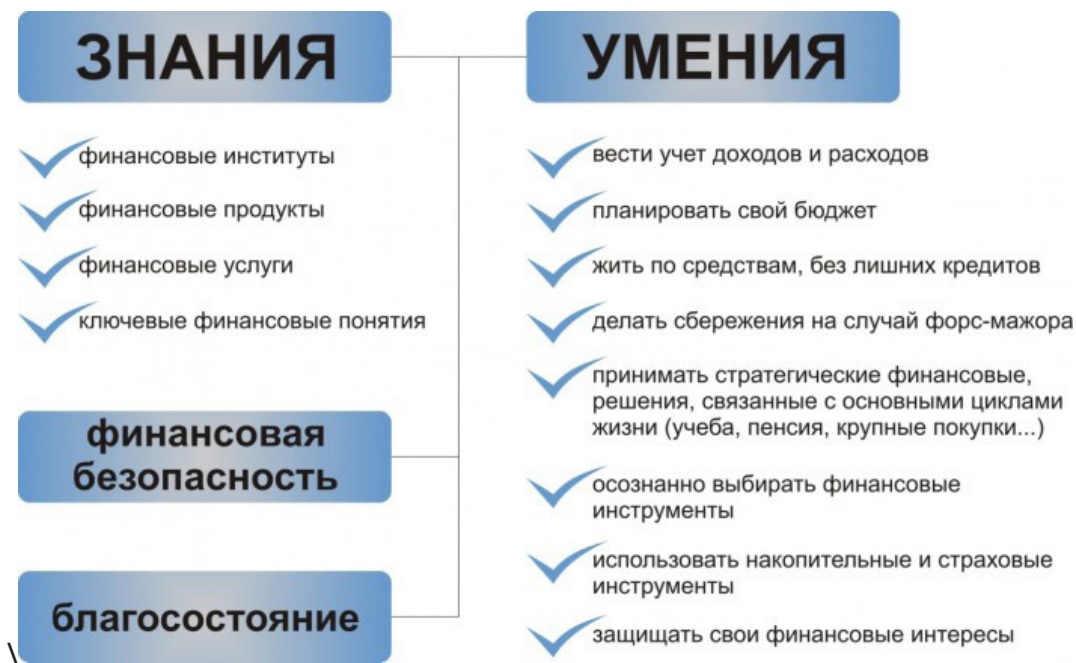 ЗНАНИЯ
финансовые институты
финансовые продукты
финансовые услуги
ключевые финансовые понятия
финансовая
безопасность
благосостояние
\
УМЕНИЯ
вести учет доходов и расходов
планировать свой бюджет
жить по средствам, без лишних кредитов
делать сбережения на случай форс-мажора
принимать стратегические финансовые,
решения, связанные с основными циклами
жизни (учеба, пенсия, крупные покупки...)
осознанно выбирать финансовые
инструменты
использовать накопительные и страховые
инструменты
защищать свои финансовые интересы